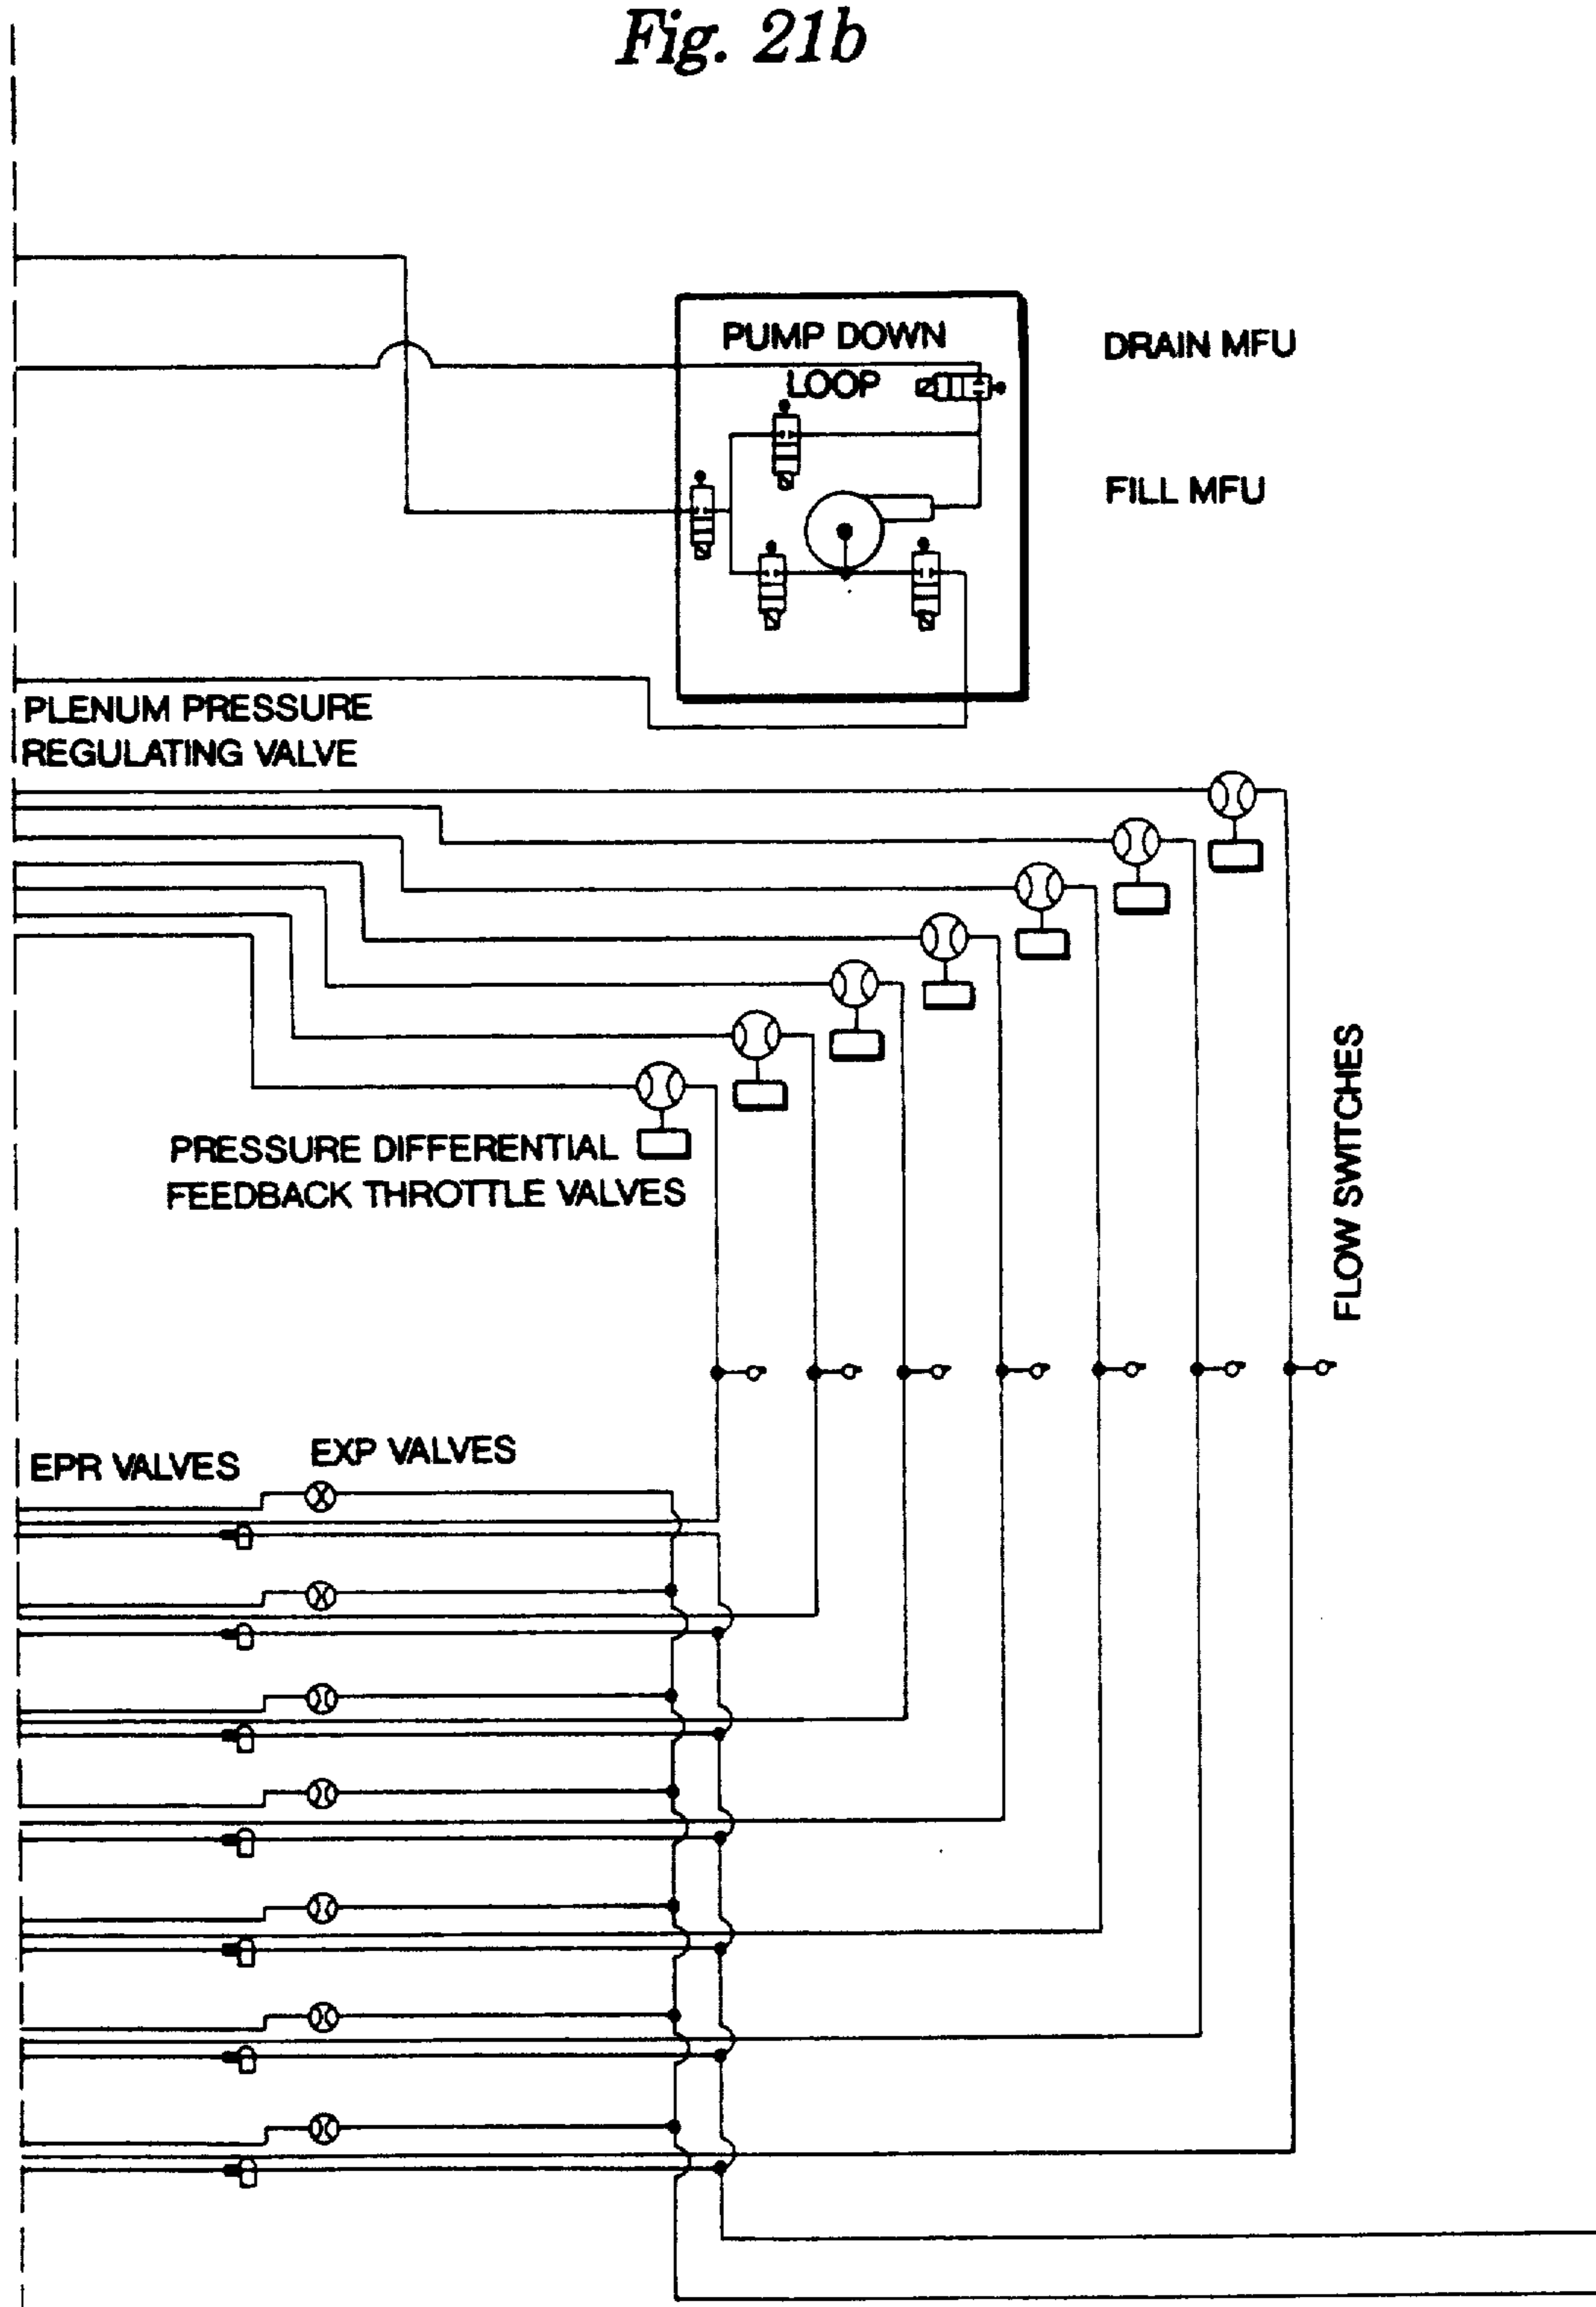 Fig. 21b
PUMP DOWN
LOOP
DRAIN MFU
FILL MFU
PLENUM PRESSURE
REGULATING VALVE
PRESSURE DIFFERENTIAL
FEEDBACK THROTTLE VALVES
FLOW SWITCHES
EPR VALVES
EXP VALVES